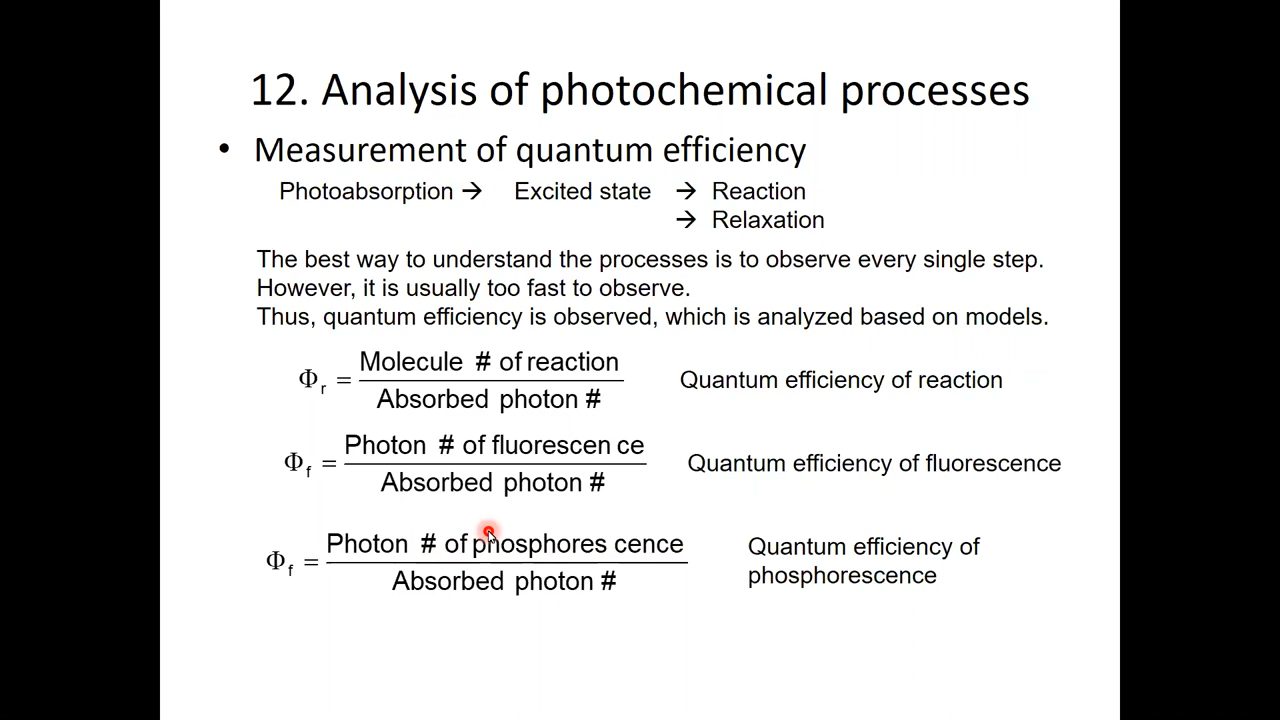 12. Analysis of photochemical processes
• Measurement of quantum efficiency
Photoabsorption → Excited state → Reaction
→ Relaxation
The best way to understand the processes is to observe every single step.
However, it is usually too fast to observe.
Thus, quantum efficiency is observed, which is analyzed based on models.
Φr = Molecule # of reaction / Absorbed photon # Quantum efficiency of reaction
Φf = Photon # of fluorescen ce / Absorbed photon # Quantum efficiency of fluorescence
Φf = Photon # of phosphores cence / Absorbed photon # Quantum efficiency of
phosphorescence